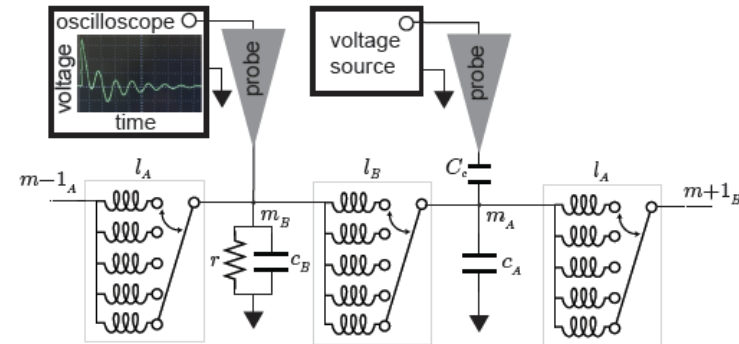 oscilloscope
voltage
time
probe
voltage
source
probe
m−1_A
l_A
l_B
C_c
l_A
m+1_B
m_B
m_A
r
c_B
c_A